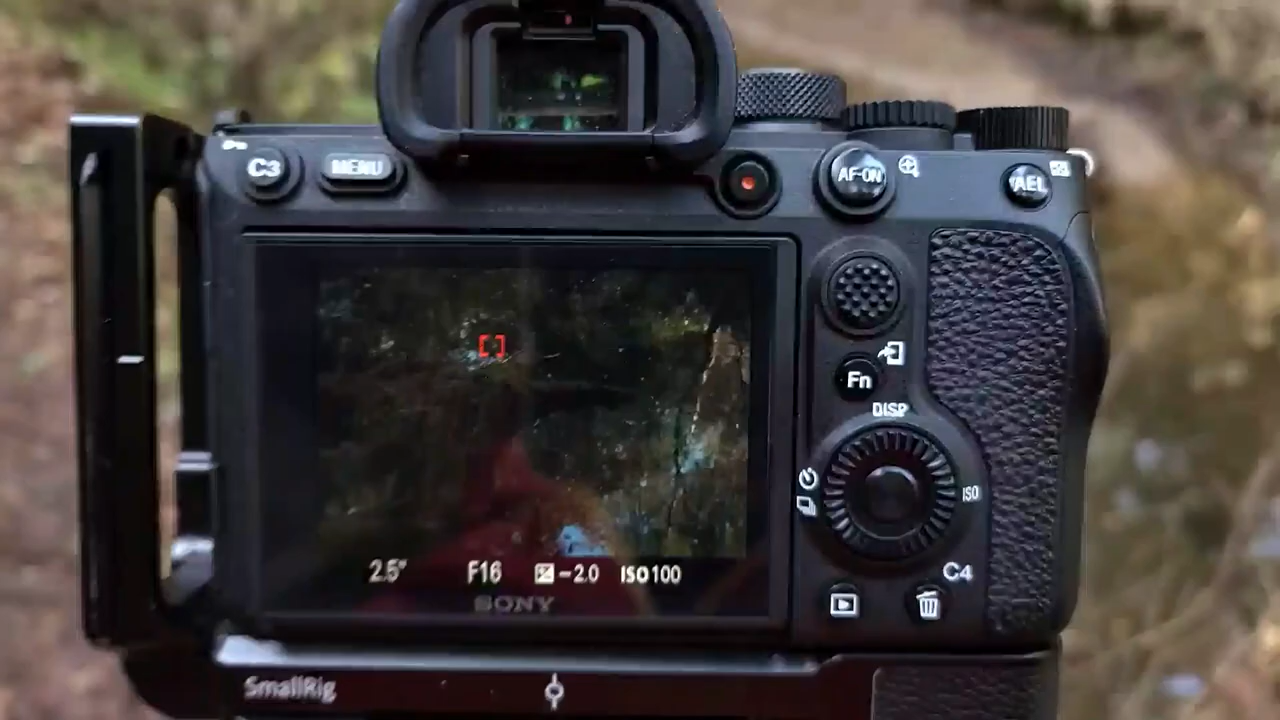 C3 MENU AF-ON AEL
Fn
DISP
ISO
C4
2.5" F16 -2.0 ISO100
SONY
SmallRig